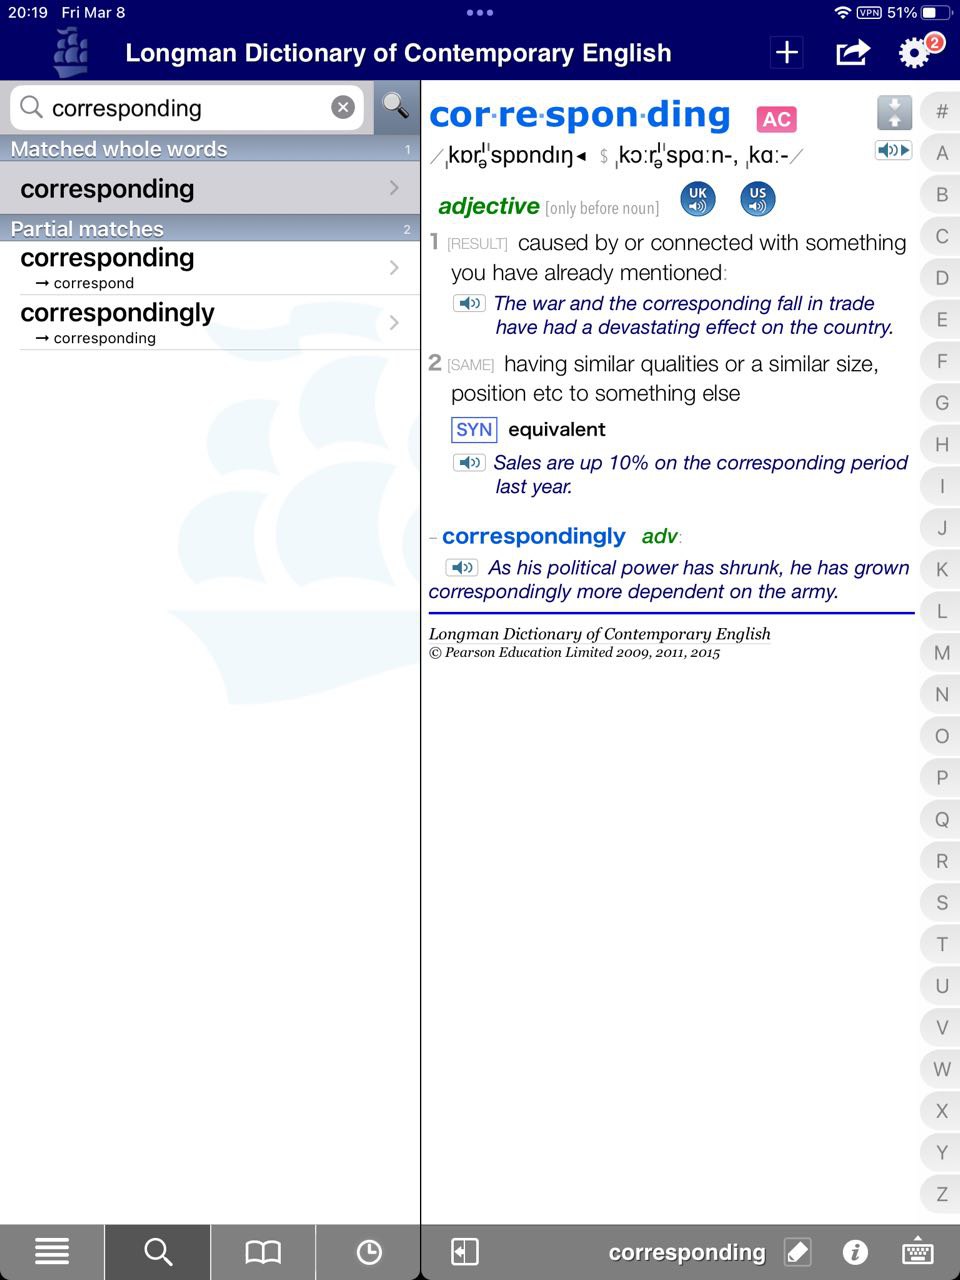 20:19 Fri Mar 8
VPN 51%
Longman Dictionary of Contemporary English
2
corresponding
Matched whole words 1
corresponding
Partial matches 2
corresponding
→ correspond
correspondingly
→ corresponding
cor·re·spon·ding AC
/ˌkɒrɪˈspɒndɪŋ◂ $ ˌkɔːrəˈspɑːn-, ˌkɑː-/
adjective [only before noun] UK US
1 [RESULT] caused by or connected with something
you have already mentioned:
The war and the corresponding fall in trade
have had a devastating effect on the country.
2 [SAME] having similar qualities or a similar size,
position etc to something else
SYN equivalent
Sales are up 10% on the corresponding period
last year.
– correspondingly adv:
As his political power has shrunk, he has grown
correspondingly more dependent on the army.
Longman Dictionary of Contemporary English
© Pearson Education Limited 2009, 2011, 2015
#
A
B
C
D
E
F
G
H
I
J
K
L
M
N
O
P
Q
R
S
T
U
V
W
X
Y
Z
corresponding